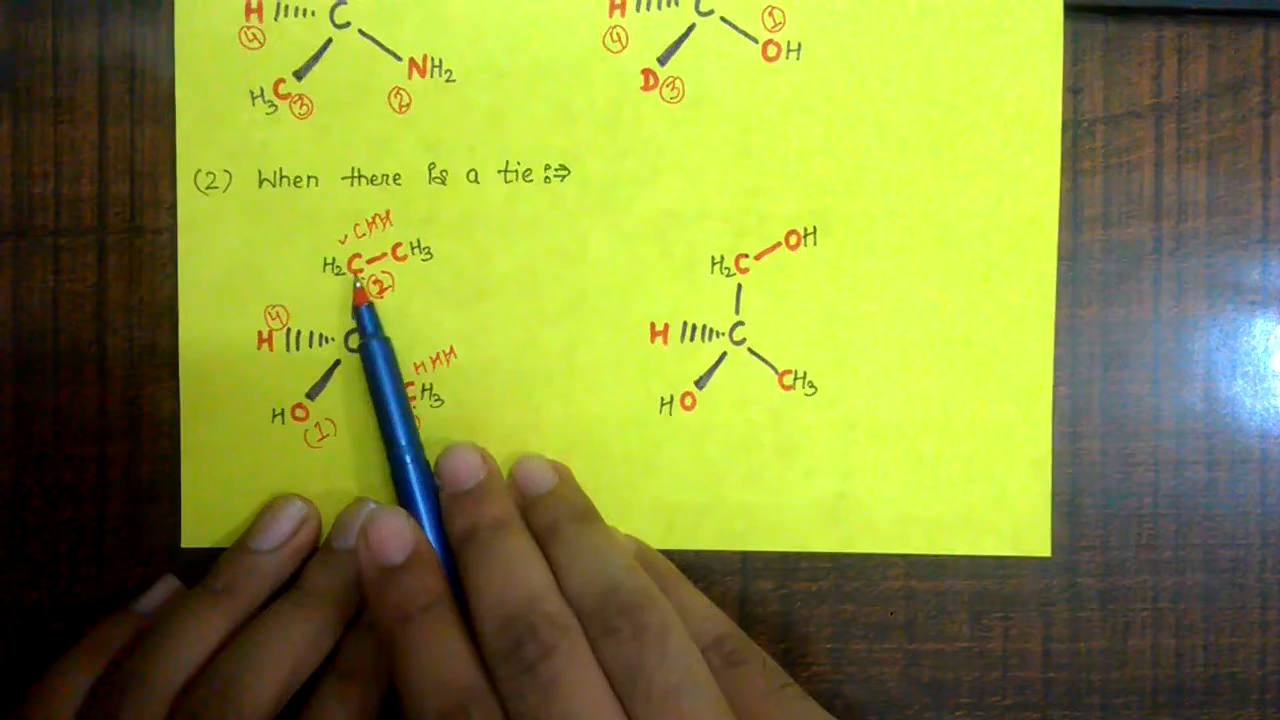 H C ④
H C ① ④
OH
NH2
H3C ③ ②
D ③
(2) When there is a tie :⇒
✓ CHH
H2C-CH3
(2)
OH
H2C
④
H C
H C
HHH
CH3
HO
(1)
CH3
HO